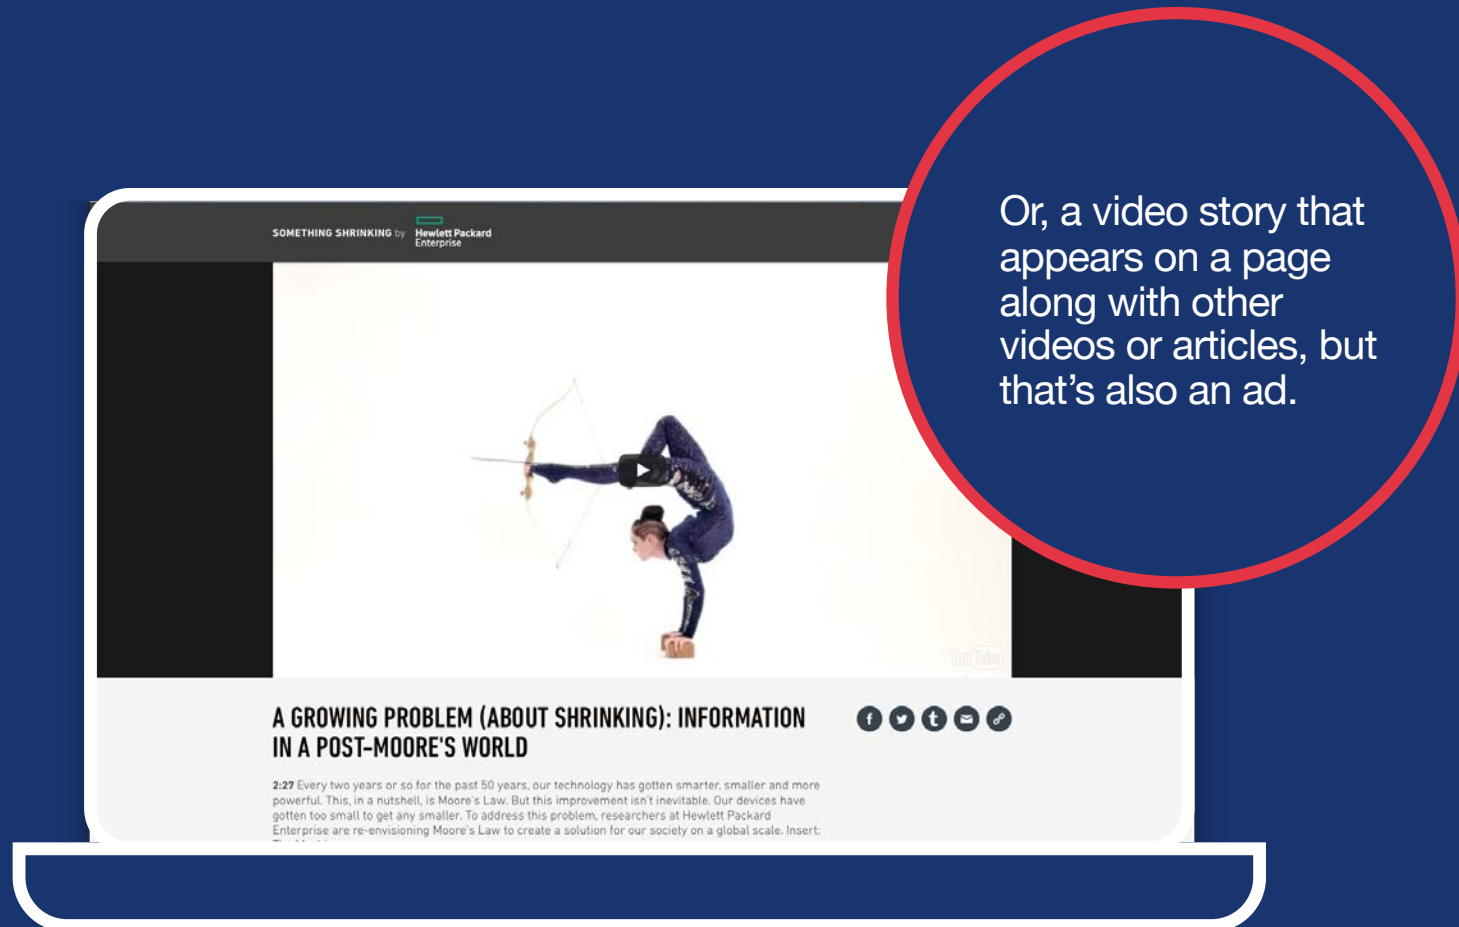 Or, a video story that
appears on a page
along with other
videos or articles, but
that's also an ad.
SOMETHING SHRINKING by Hewlett Packard
Enterprise
YouTube
A GROWING PROBLEM (ABOUT SHRINKING): INFORMATION
IN A POST-MOORE'S WORLD
2:27 Every two years or so for the past 50 years, our technology has gotten smarter, smaller and more
powerful. This, in a nutshell, is Moore's Law. But this improvement isn't inevitable. Our devices have
gotten too small to get any smaller. To address this problem, researchers at Hewlett Packard
Enterprise are re-envisioning Moore's Law to create a solution for our society on a global scale. Insert: